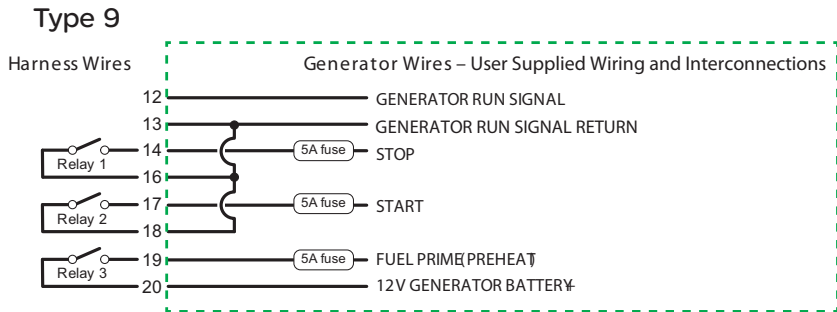 Type 9
Harness Wires
Generator Wires – User Supplied Wiring and Interconnections
12 GENERATOR RUN SIGNAL
13 GENERATOR RUN SIGNAL RETURN
14 5A fuse STOP
Relay 1
16
17 5A fuse START
Relay 2
18
19 5A fuse FUEL PRIME(PREHEAT)
Relay 3
20 12V GENERATOR BATTERY+